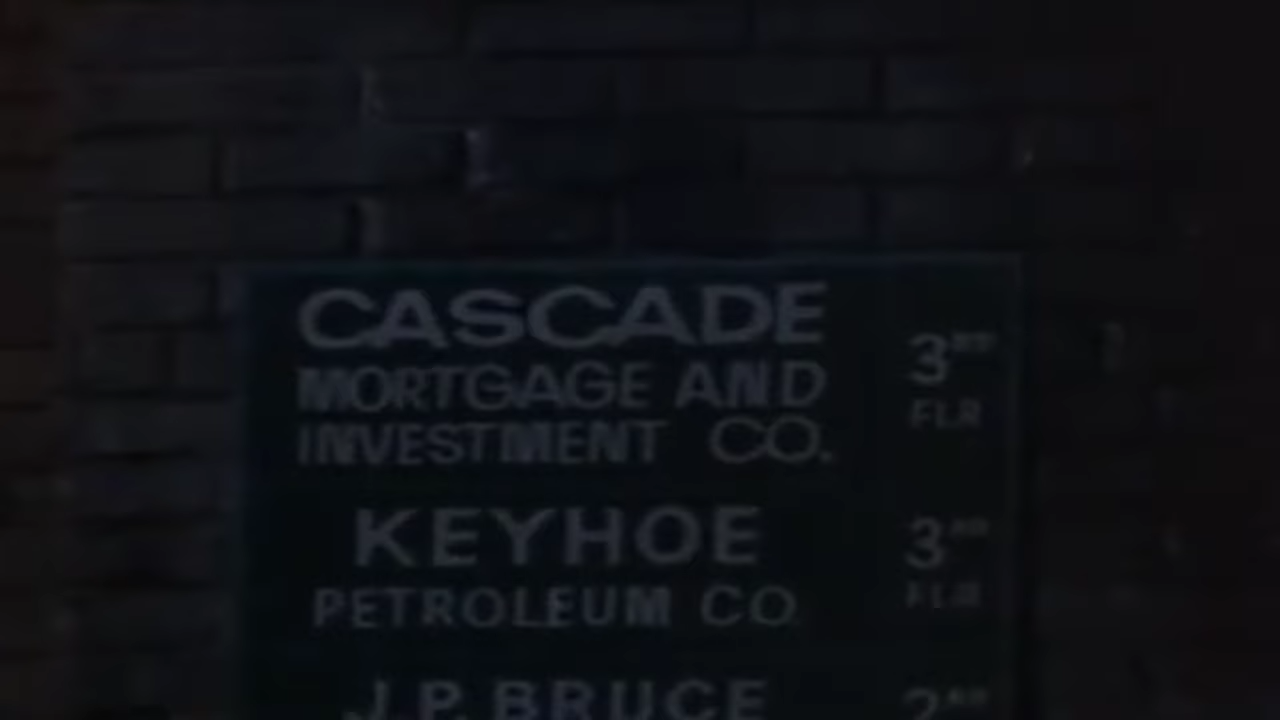 CASCADE
MORTGAGE AND
INVESTMENT CO.
3RD
FLR
KEYHOE
PETROLEUM CO
3RD
FLR
J.P. BRUCE